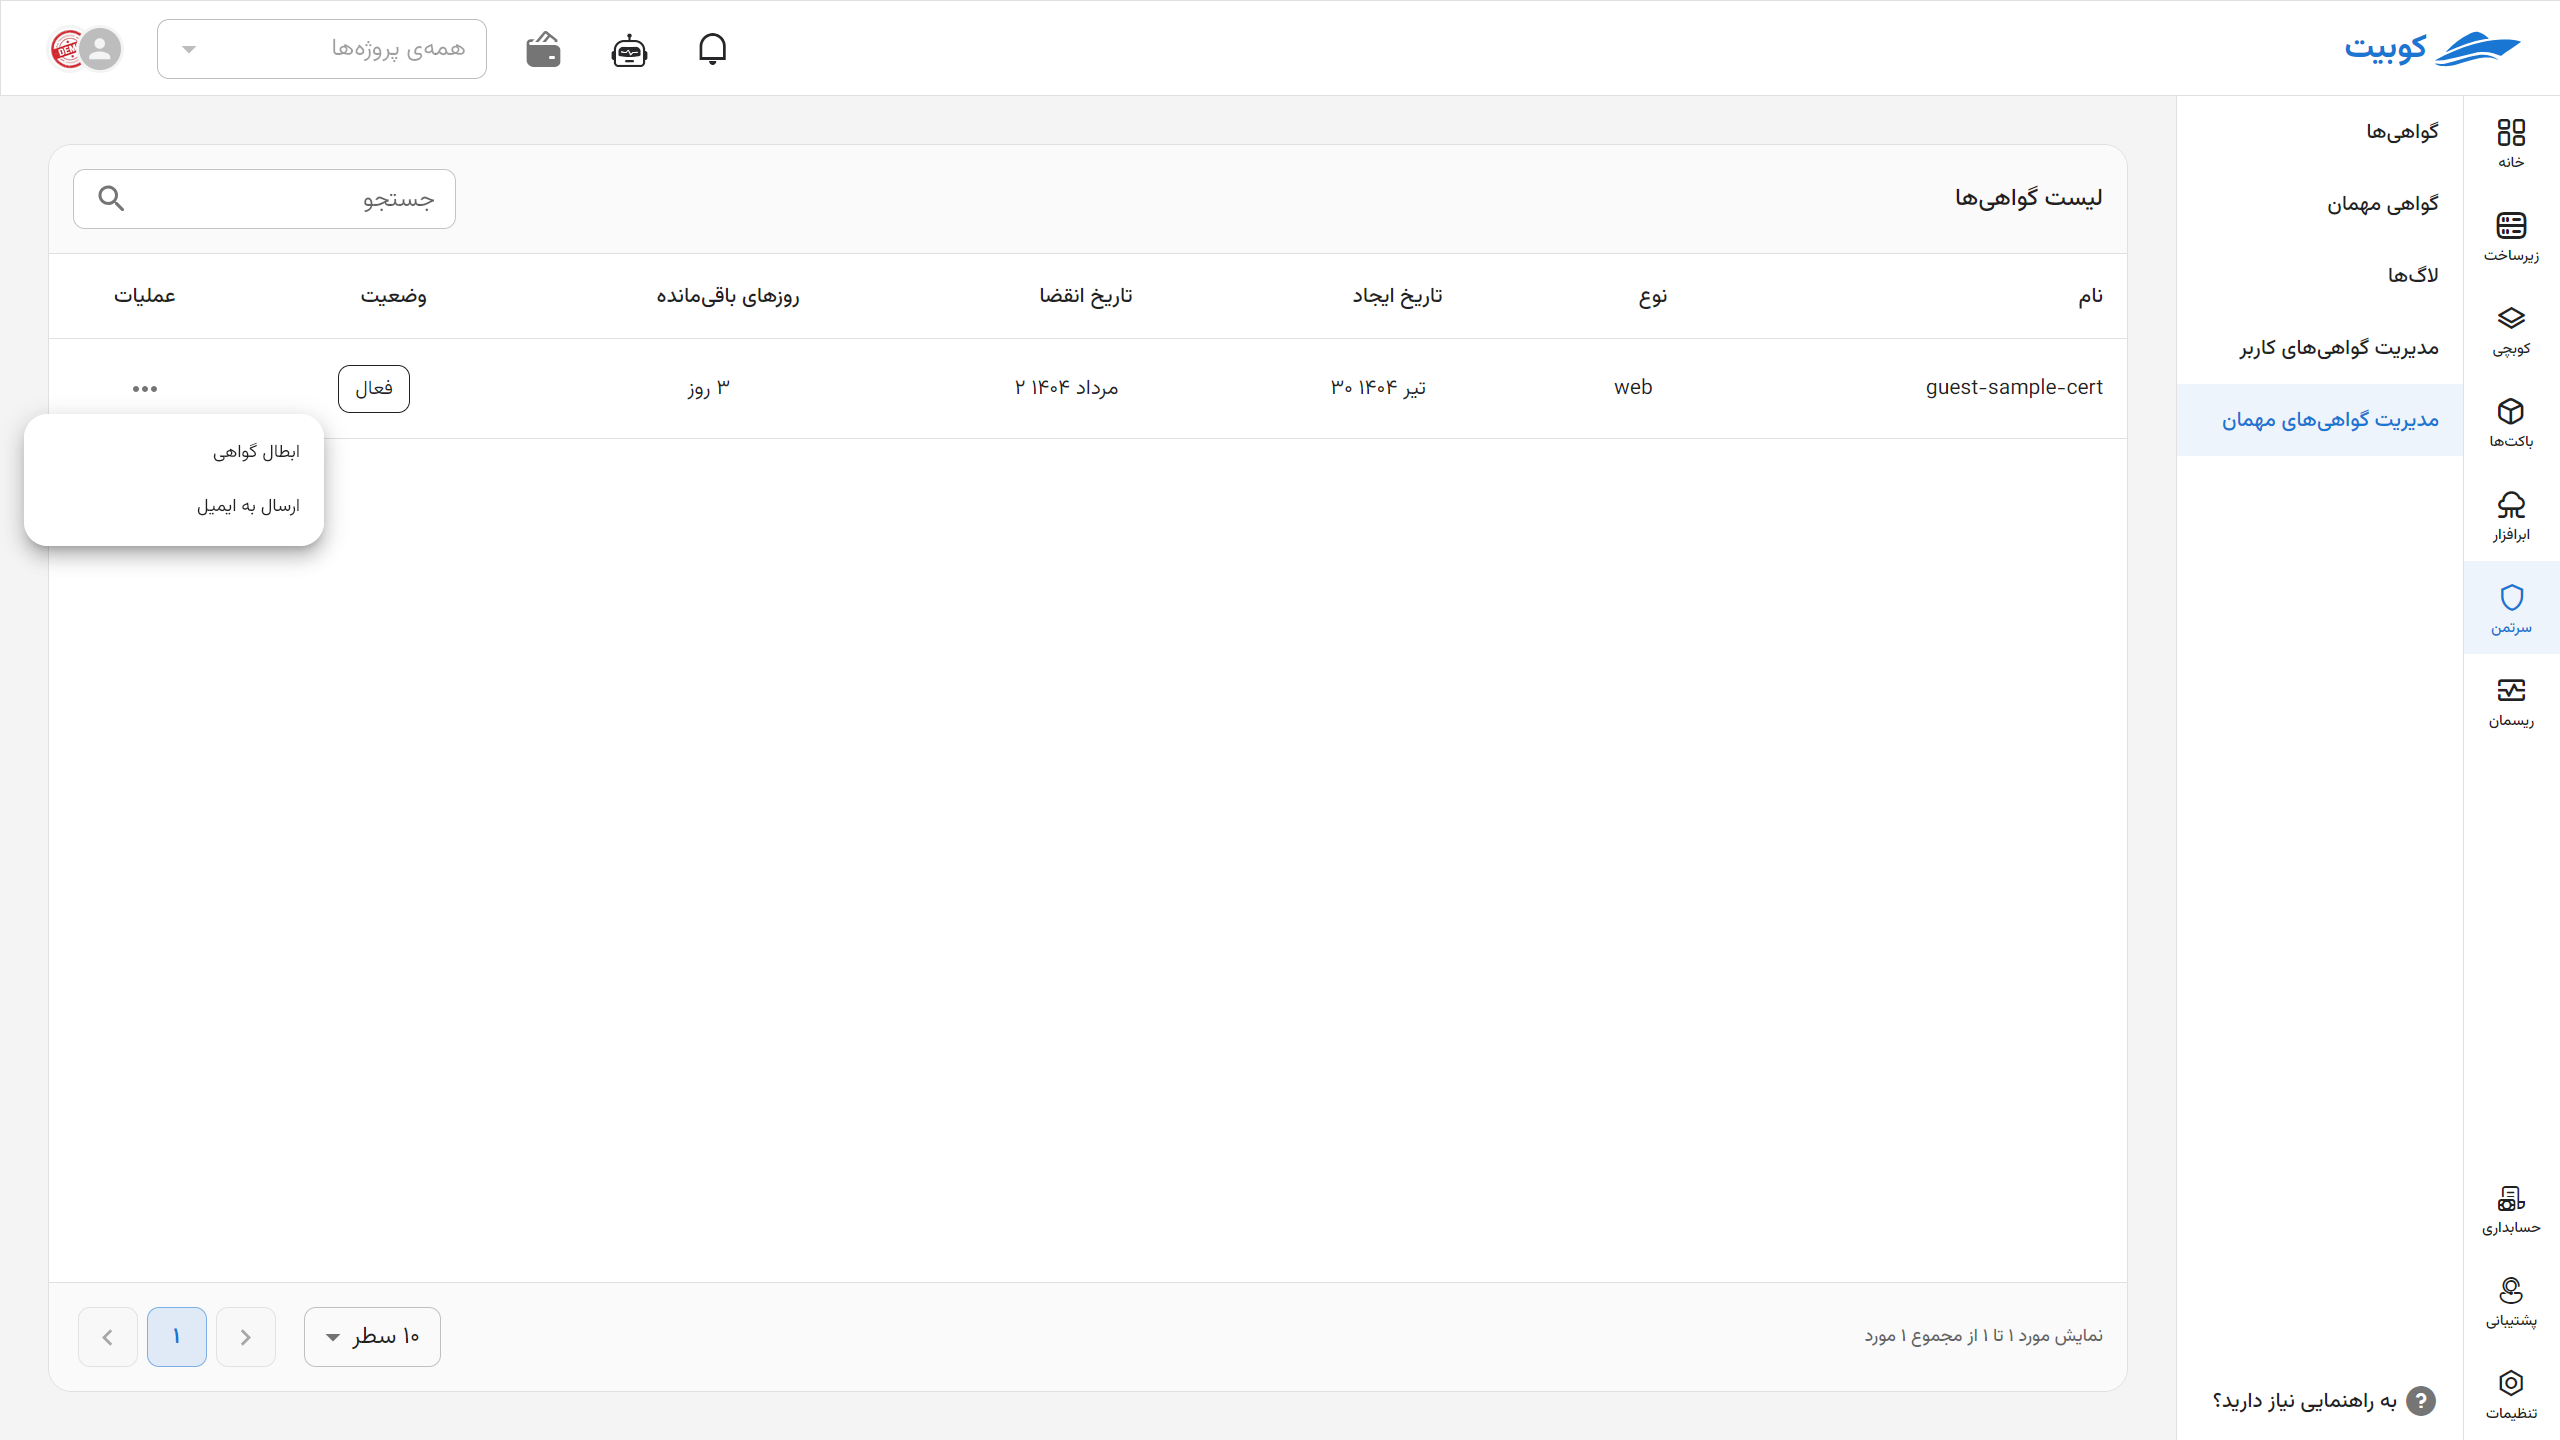 کوبیت
همه‌ی پروژه‌ها
خانه
زیرساخت
کوبچی
باکت‌ها
ابرافزار
سرتمن
ریسمان
حسابداری
پشتیبانی
تنظیمات
گواهی‌ها
گواهی مهمان
لاگ‌ها
مدیریت گواهی‌های کاربر
مدیریت گواهی‌های مهمان
به راهنمایی نیاز دارید؟
لیست گواهی‌ها
جستجو
نام نوع تاریخ ایجاد تاریخ انقضا روزهای باقی‌مانده وضعیت عملیات
guest-sample-cert web ۳۰ تیر ۱۴۰۴ ۲ مرداد ۱۴۰۴ ۳ روز فعال
ابطال گواهی
ارسال به ایمیل
نمایش مورد ۱ تا ۱ از مجموع ۱ مورد
۱۰ سطر
۱